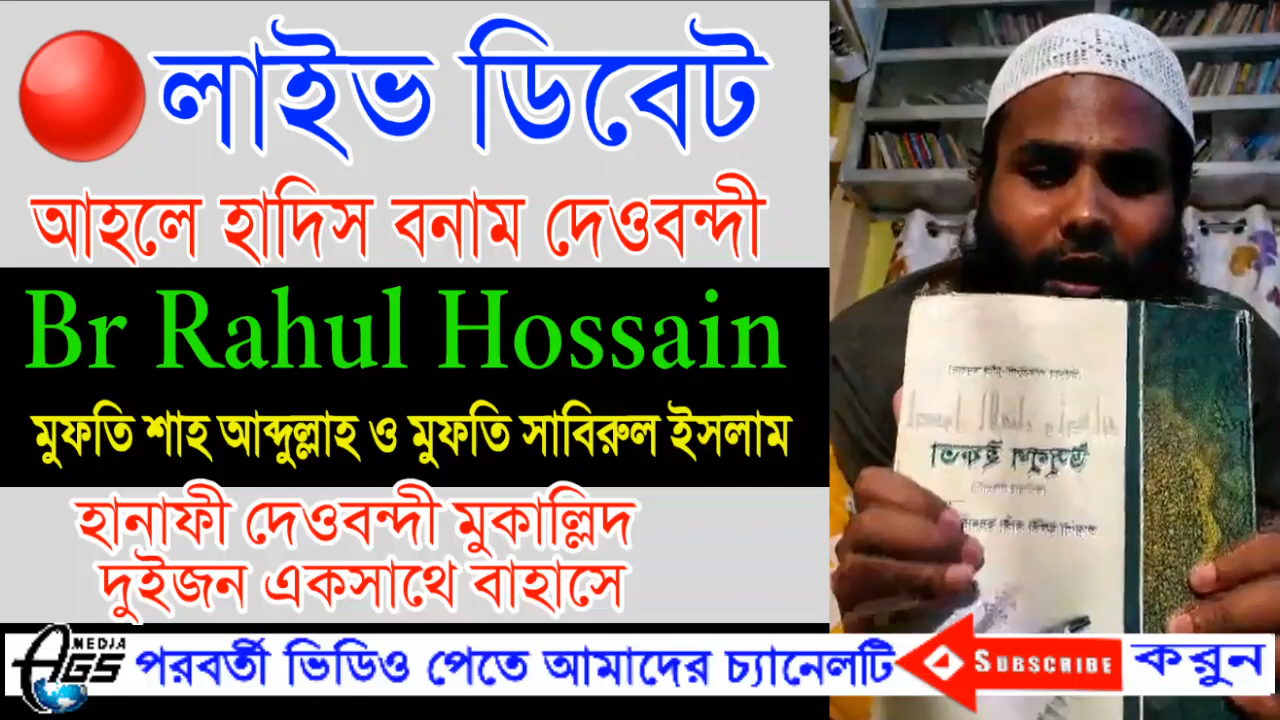 লাইভ ডিবেট
আহলে হাদিস বনাম দেওবন্দী
Br Rahul Hossain
মুফতি শাহ আব্দুল্লাহ ও মুফতি সাবিরুল ইসলাম
হানাফী দেওবন্দী মুকাল্লিদ
দুইজন একসাথে বাহাসে
AGS MEDIA
পরবর্তী ভিডিও পেতে আমাদের চ্যানেলটি SUBSCRIBE করুন